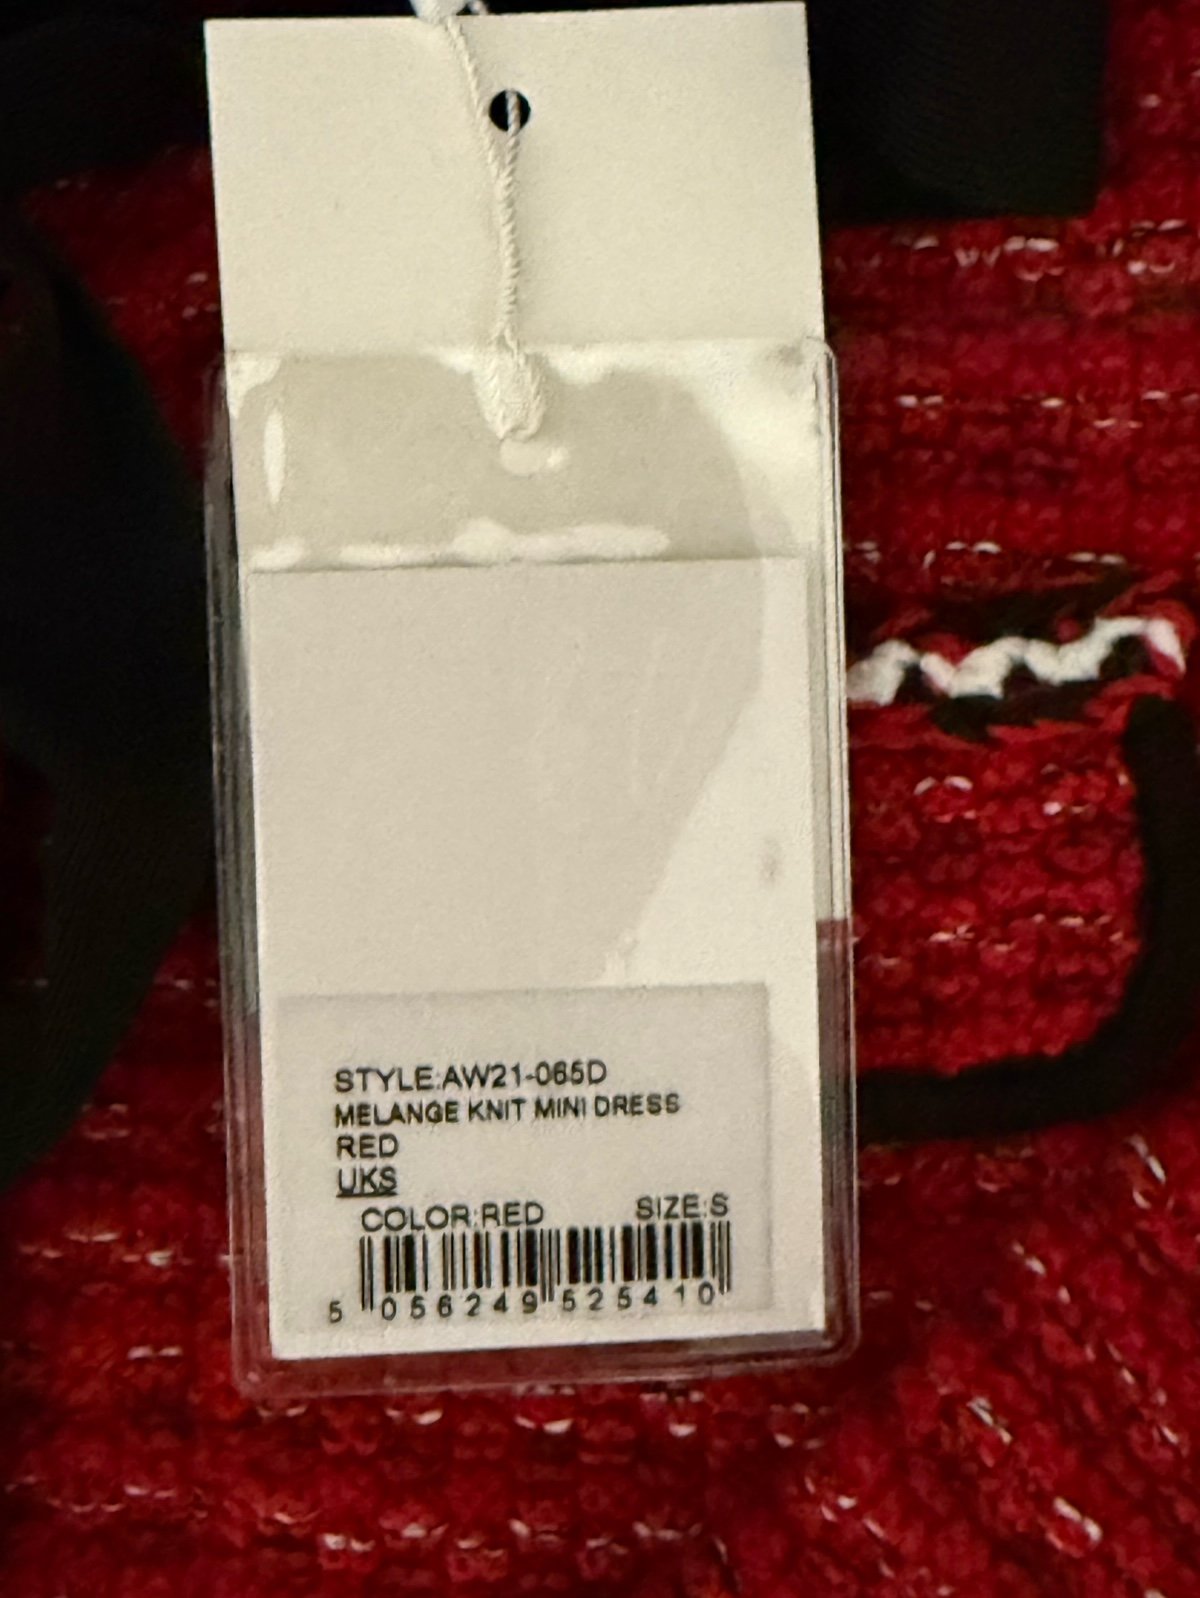 STYLE:AW21-065D
MELANGE KNIT MINI DRESS
RED
UKS
COLOR:RED SIZE:S
5 056249 525410